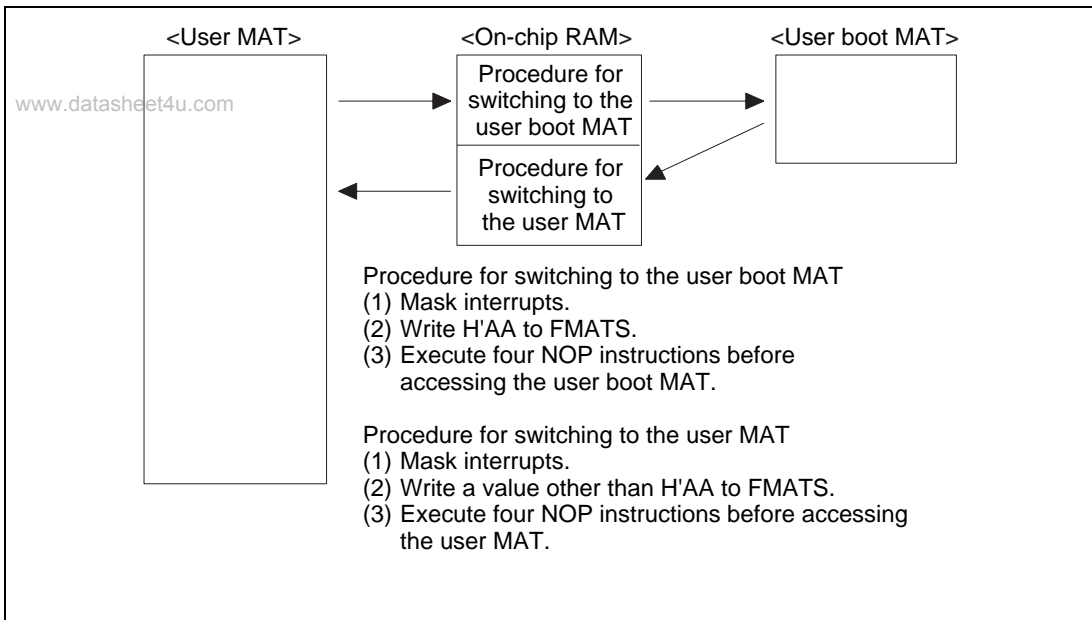 <User MAT>
<On-chip RAM>
<User boot MAT>
www.datasheet4u.com
Procedure for
switching to the
user boot MAT
Procedure for
switching to
the user MAT
Procedure for switching to the user boot MAT
(1) Mask interrupts.
(2) Write H'AA to FMATS.
(3) Execute four NOP instructions before
accessing the user boot MAT.
Procedure for switching to the user MAT
(1) Mask interrupts.
(2) Write a value other than H'AA to FMATS.
(3) Execute four NOP instructions before accessing
the user MAT.